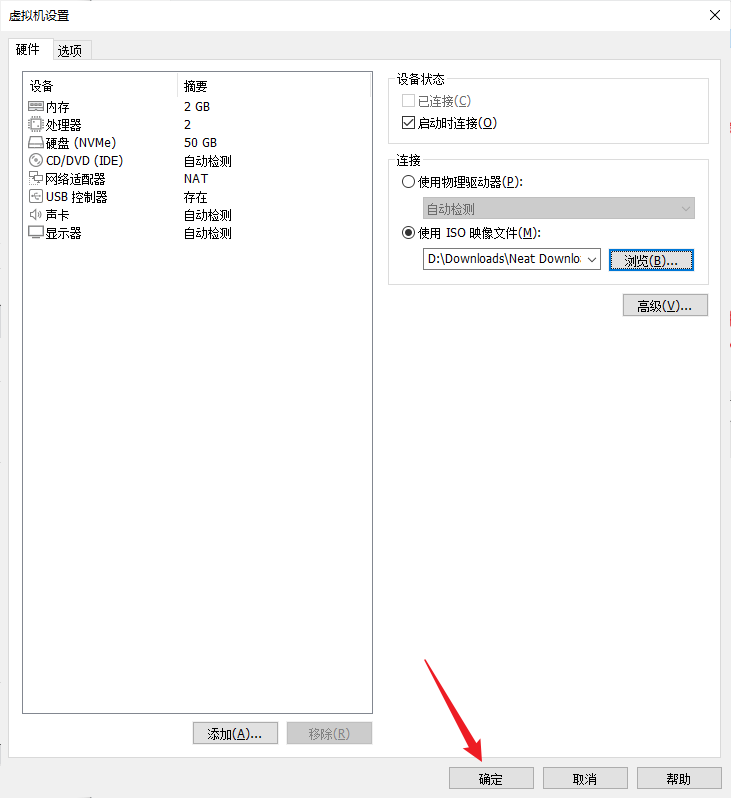 虚拟机设置
硬件 选项
设备 摘要
内存 2 GB
处理器 2
硬盘 (NVMe) 50 GB
CD/DVD (IDE) 自动检测
网络适配器 NAT
USB 控制器 存在
声卡 自动检测
显示器 自动检测
设备状态
已连接(C)
启动时连接(O)
连接
使用物理驱动器(P):
自动检测
使用 ISO 映像文件(M):
D:\Downloads\Neat Downlo
浏览(B)...
高级(V)...
添加(A)... 移除(R)
确定 取消 帮助